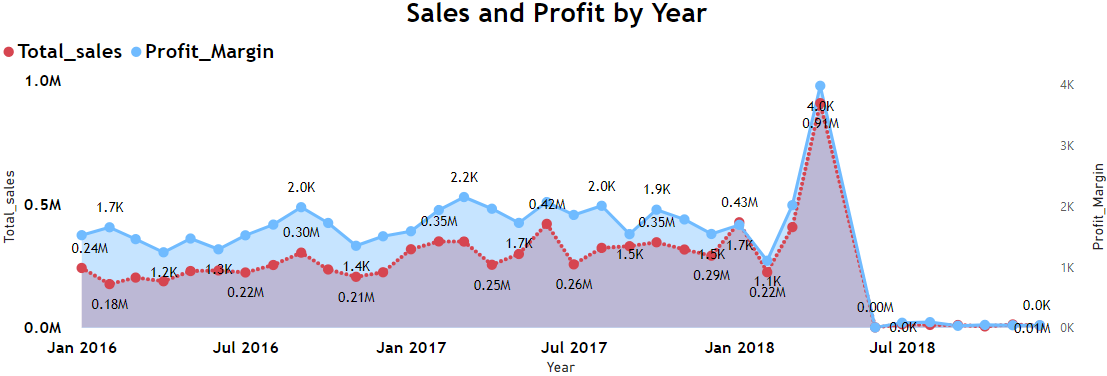 Sales and Profit by Year
Total_sales Profit_Margin
1.0M
0.5M
0.0M
Total_sales
4K
3K
2K
1K
0K
Profit_Margin
1.7K
0.24M
0.18M
1.2K
1.3K
0.22M
2.0K
0.30M
1.4K
0.21M
0.35M
2.2K
0.25M
1.7K
0.42M
0.26M
2.0K
1.5K
1.9K
0.35M
1.5K
0.29M
0.43M
1.7K
1.1K
0.22M
4.0K
0.91M
0.00M
0.0K
0.0K
0.01M
Jan 2016 Jul 2016 Jan 2017 Jul 2017 Jan 2018 Jul 2018
Year